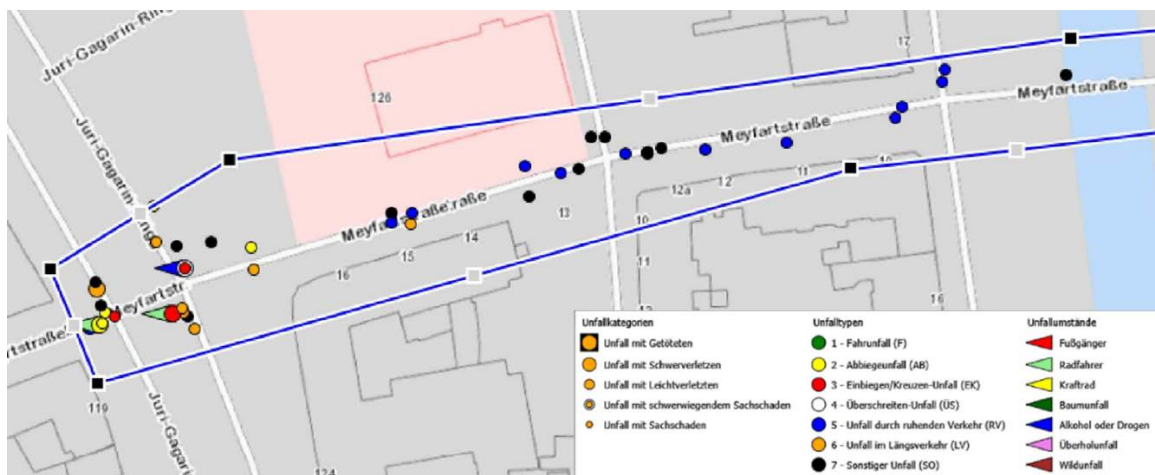 Juri-Gagarin-Ring
17
126
Meyfartstraße
Meyfartstraße
Juri-Gagarin-Ring
10
11
12
12a
13
10
Meyfartstraße
14
15
16
11
Meyfartstr.
16
artstraße
119
Juri-Gagari
124
Unfallkategorien
Unfall mit Getöteten
Unfall mit Schwerverletzten
Unfall mit Leichtverletzten
Unfall mit schwerwiegendem Sachschaden
Unfall mit Sachschaden
Unfalltypen
1 - Fahrunfall (F)
2 - Abbiegeunfall (AB)
3 - Einbiegen/Kreuzen-Unfall (EK)
4 - Überschreiten-Unfall (ÜS)
5 - Unfall durch ruhenden Verkehr (RV)
6 - Unfall im Längsverkehr (LV)
7 - Sonstiger Unfall (SO)
Unfallumstände
Fußgänger
Radfahrer
Kraftrad
Baumunfall
Alkohol oder Drogen
Überholunfall
Wildunfall